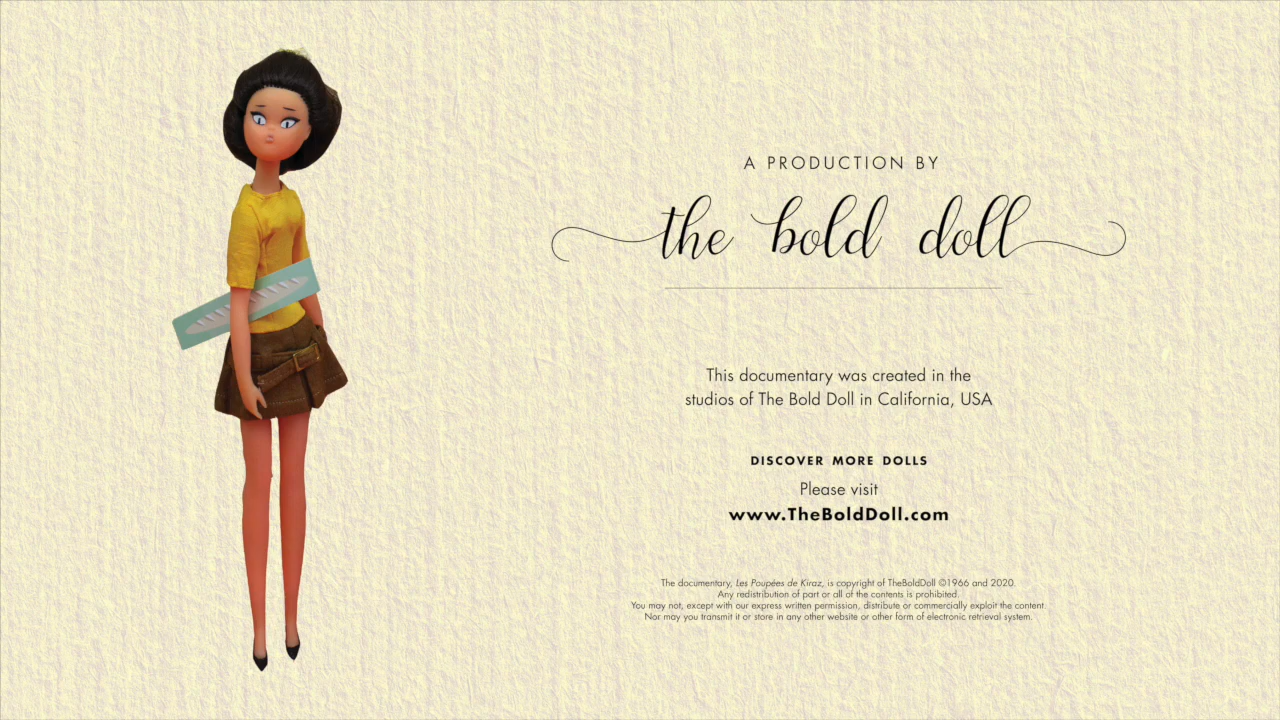 A PRODUCTION BY
the bold doll
This documentary was created in the
studios of The Bold Doll in California, USA
DISCOVER MORE DOLLS
Please visit
www.TheBoldDoll.com
The documentary, Les Poupées de Kiraz, is copyright of TheBoldDoll ©1966 and 2020.
Any redistribution of part or all of the contents is prohibited.
You may not, except with our express written permission, distribute or commercially exploit the content.
Nor may you transmit it or store in any other website or other form of electronic retrieval system.